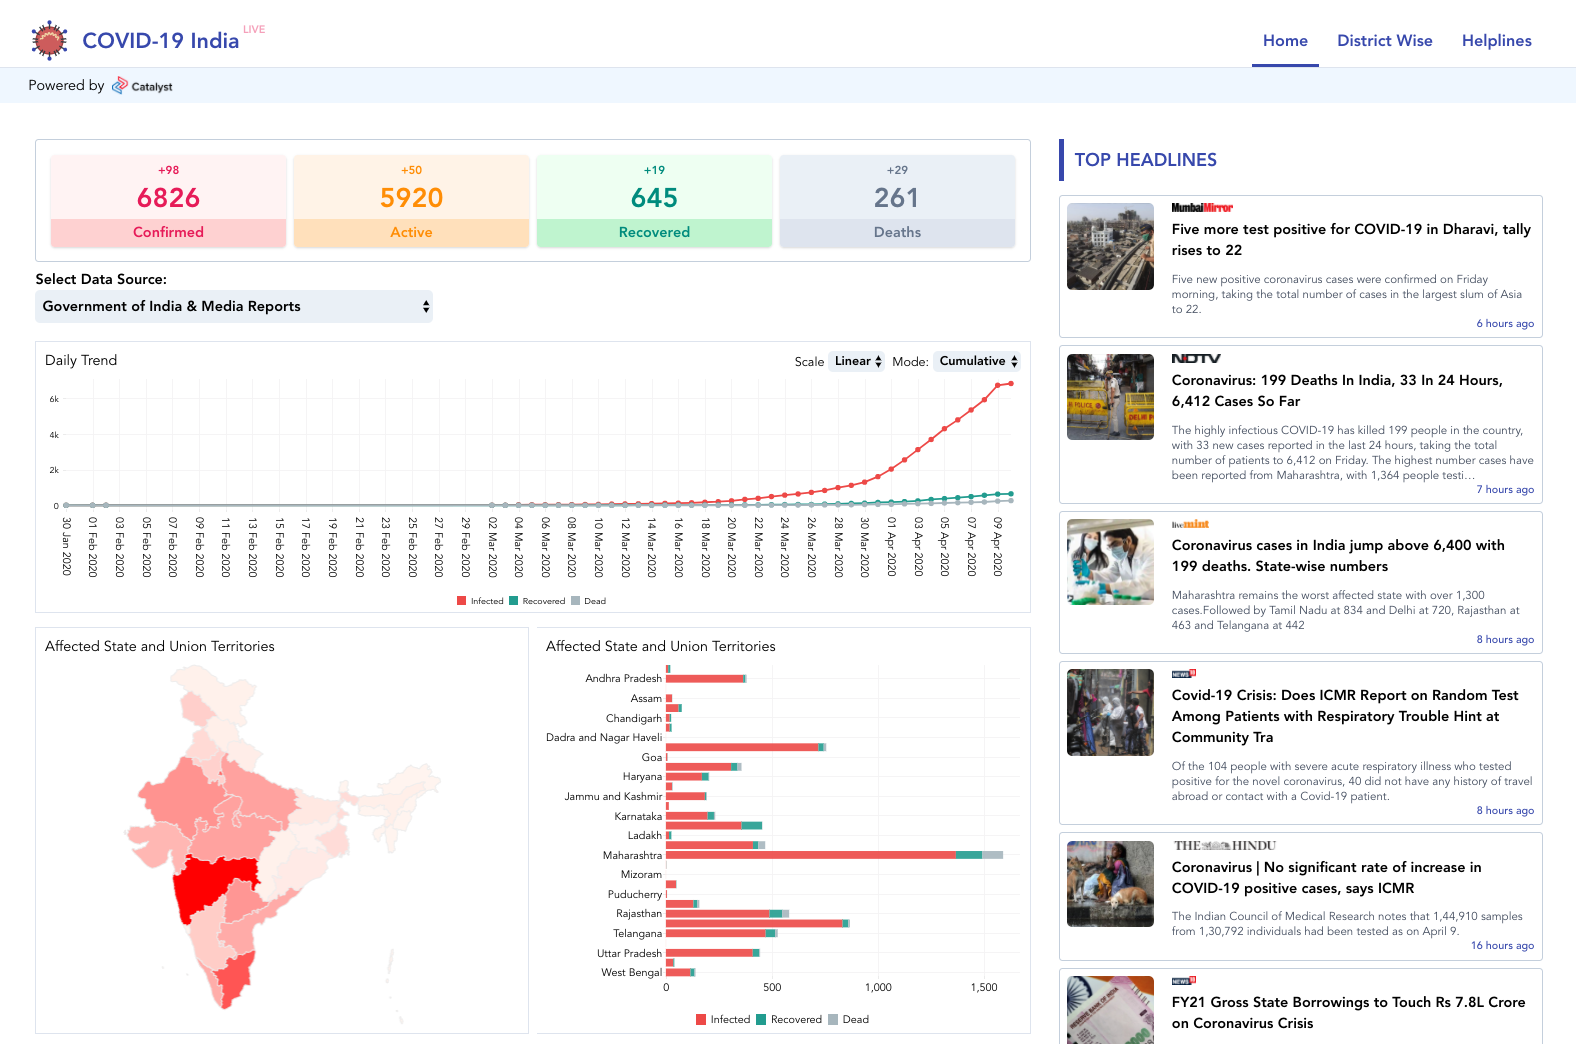 COVID-19 India LIVE
Home District Wise Helplines
Powered by Catalyst
+98
6826
Confirmed
+50
5920
Active
+19
645
Recovered
+29
261
Deaths
Select Data Source:
Government of India & Media Reports
Daily Trend
Scale Linear Mode: Cumulative
6k
4k
2k
0
30 Jan 2020
01 Feb 2020
03 Feb 2020
05 Feb 2020
07 Feb 2020
09 Feb 2020
11 Feb 2020
13 Feb 2020
15 Feb 2020
17 Feb 2020
19 Feb 2020
21 Feb 2020
23 Feb 2020
25 Feb 2020
27 Feb 2020
29 Feb 2020
02 Mar 2020
04 Mar 2020
06 Mar 2020
08 Mar 2020
10 Mar 2020
12 Mar 2020
14 Mar 2020
16 Mar 2020
18 Mar 2020
20 Mar 2020
22 Mar 2020
24 Mar 2020
26 Mar 2020
28 Mar 2020
30 Mar 2020
01 Apr 2020
03 Apr 2020
05 Apr 2020
07 Apr 2020
09 Apr 2020
Infected Recovered Dead
Affected State and Union Territories
Affected State and Union Territories
Andhra Pradesh
Assam
Chandigarh
Dadra and Nagar Haveli
Goa
Haryana
Jammu and Kashmir
Karnataka
Ladakh
Maharashtra
Mizoram
Puducherry
Rajasthan
Telangana
Uttar Pradesh
West Bengal
0 500 1,000 1,500
Infected Recovered Dead
TOP HEADLINES
MumbaiMirror
Five more test positive for COVID-19 in Dharavi, tally
rises to 22
Five new positive coronavirus cases were confirmed on Friday
morning, taking the total number of cases in the largest slum of Asia
to 22.
6 hours ago
NDTV
Coronavirus: 199 Deaths In India, 33 In 24 Hours,
6,412 Cases So Far
The highly infectious COVID-19 has killed 199 people in the country,
with 33 new cases reported in the last 24 hours, taking the total
number of patients to 6,412 on Friday. The highest number cases have
been reported from Maharashtra, with 1,364 people testi...
7 hours ago
livemint
Coronavirus cases in India jump above 6,400 with
199 deaths. State-wise numbers
Maharashtra remains the worst affected state with over 1,300
cases.Followed by Tamil Nadu at 834 and Delhi at 720, Rajasthan at
463 and Telangana at 442
8 hours ago
NEWS18
Covid-19 Crisis: Does ICMR Report on Random Test
Among Patients with Respiratory Trouble Hint at
Community Tra
Of the 104 people with severe acute respiratory illness who tested
positive for the novel coronavirus, 40 did not have any history of travel
abroad or contact with a Covid-19 patient.
8 hours ago
THE HINDU
Coronavirus | No significant rate of increase in
COVID-19 positive cases, says ICMR
The Indian Council of Medical Research notes that 1,44,910 samples
from 1,30,792 individuals had been tested as on April 9.
16 hours ago
NEWS18
FY21 Gross State Borrowings to Touch Rs 7.8L Crore
on Coronavirus Crisis